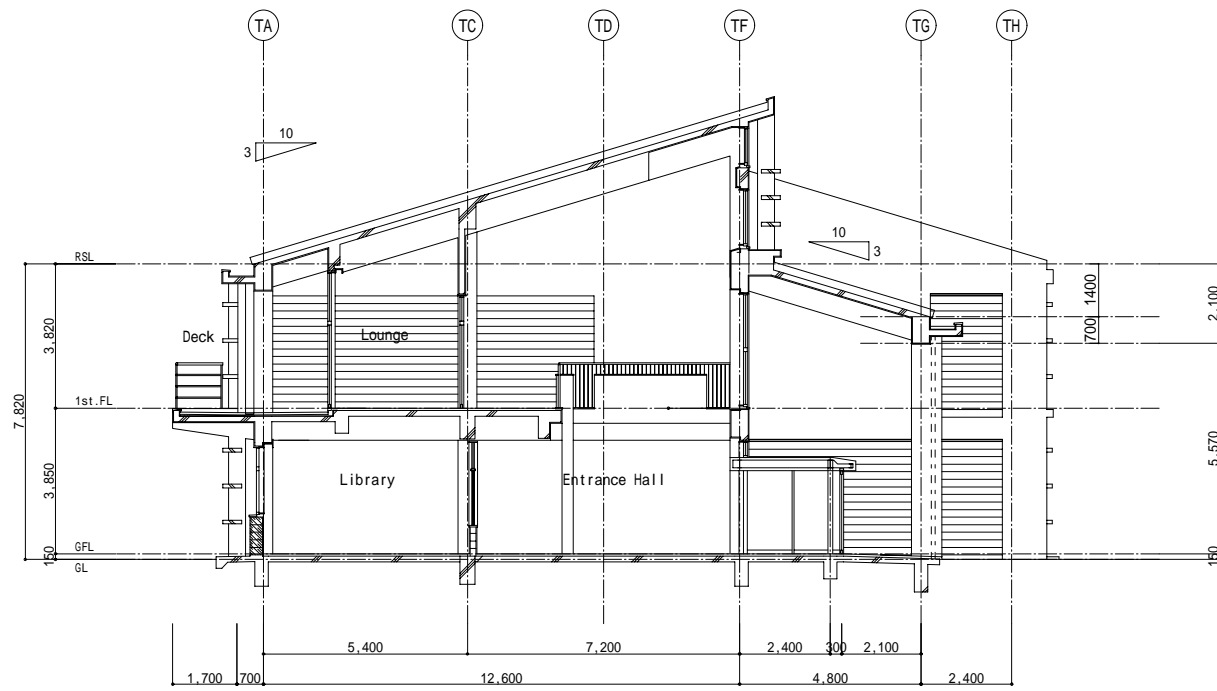 TA TC TD TF TG TH
10
3
10
3
RSL
1400
2,100
700
Deck
Lounge
3,820
7,820
1st.FL
5,570
3,850
Library
Entrance Hall
GFL
150
GL
150
5,400 7,200 2,400 300 2,100
1,700 700 12,600 4,800 2,400